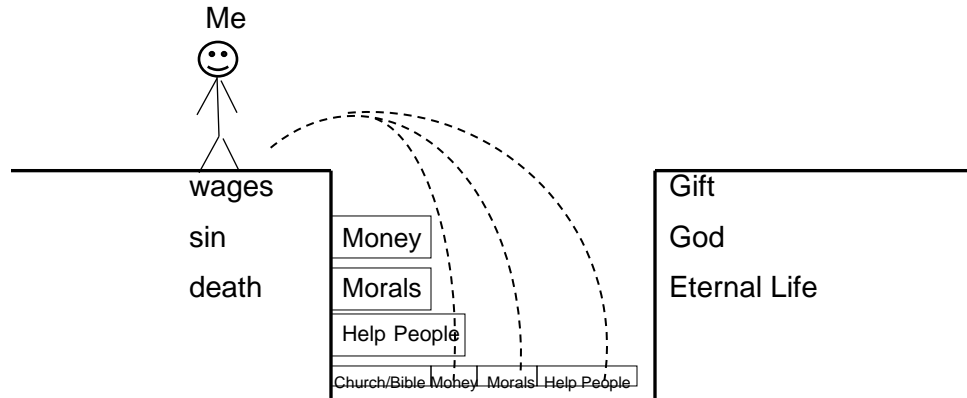 Me
wages
sin
death
Money
Morals
Help People
Church/Bible Money Morals Help People
Gift
God
Eternal Life